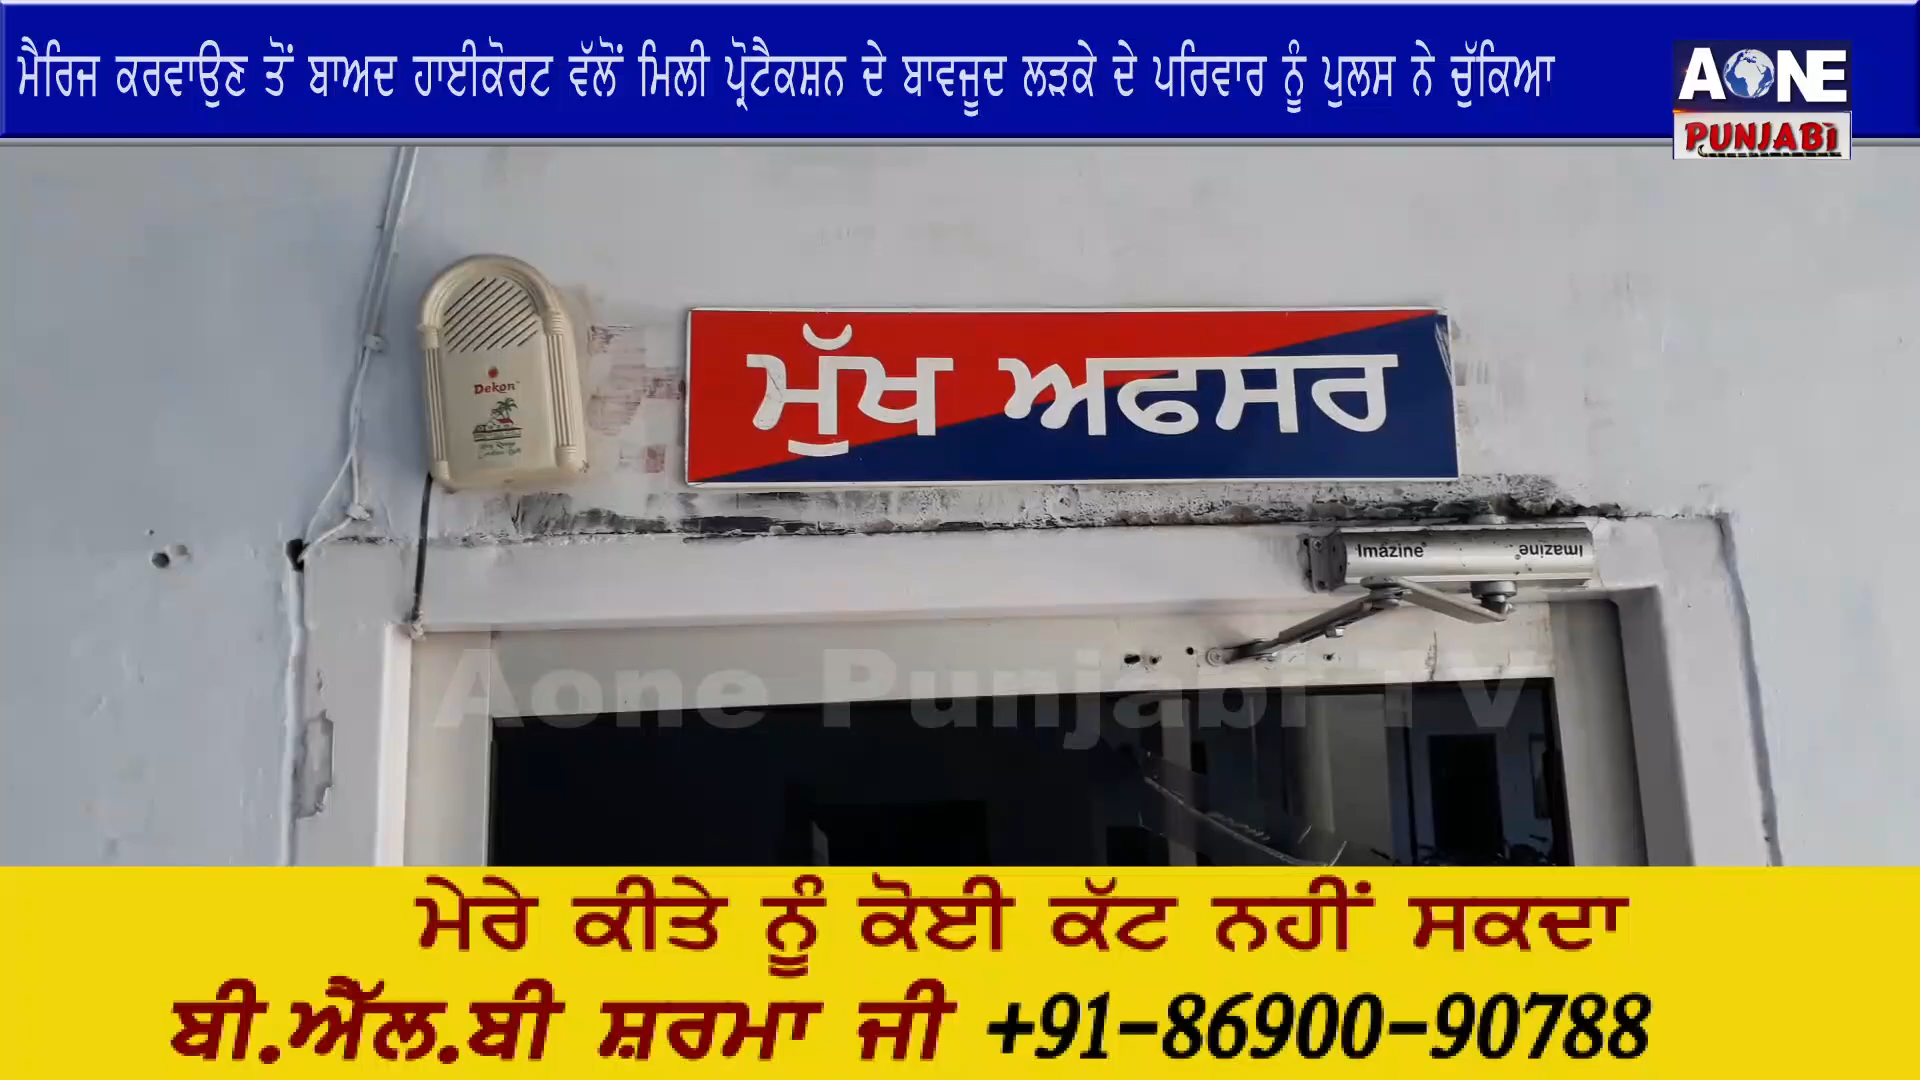 ਮੈਰਿਜ ਕਰਵਾਉਣ ਤੋਂ ਬਾਅਦ ਹਾਈਕੋਰਟ ਵੱਲੋਂ ਮਿਲੀ ਪ੍ਰੋਟੈਕਸ਼ਨ ਦੇ ਬਾਵਜੂਦ ਲੜਕੇ ਦੇ ਪਰਿਵਾਰ ਨੂੰ ਪੁਲਸ ਨੇ ਚੁੱਕਿਆ
AONE
PUNJABi
ਮੁੱਖ ਅਫਸਰ
Dekon
Imazine
Imazine
Aone Punjabi TV
ਮੇਰੇ ਕੀਤੇ ਨੂੰ ਕੋਈ ਕੱਟ ਨਹੀਂ ਸਕਦਾ
ਬੀ.ਐੱਲ.ਬੀ ਸ਼ਰਮਾ ਜੀ +91-86900-90788